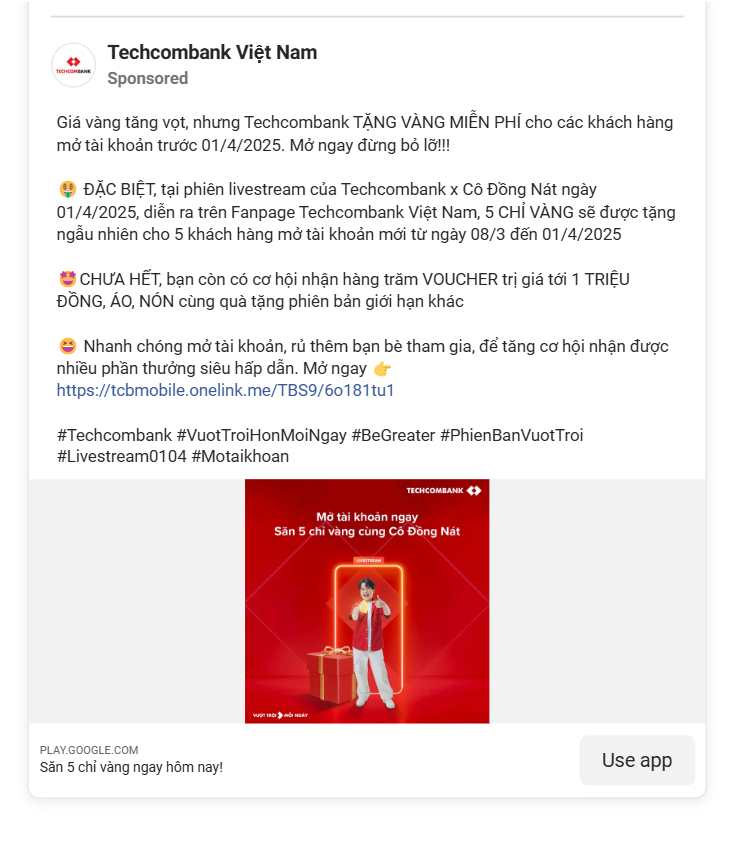 TECHCOMBANK
Techcombank Việt Nam
Sponsored
Giá vàng tăng vọt, nhưng Techcombank TẶNG VÀNG MIỄN PHÍ cho các khách hàng
mở tài khoản trước 01/4/2025. Mở ngay đừng bỏ lỡ!!!
🤑 ĐẶC BIỆT, tại phiên livestream của Techcombank x Cô Đồng Nát ngày
01/4/2025, diễn ra trên Fanpage Techcombank Việt Nam, 5 CHỈ VÀNG sẽ được tặng
ngẫu nhiên cho 5 khách hàng mở tài khoản mới từ ngày 08/3 đến 01/4/2025
🤩CHƯA HẾT, bạn còn có cơ hội nhận hàng trăm VOUCHER trị giá tới 1 TRIỆU
ĐỒNG, ÁO, NÓN cùng quà tặng phiên bản giới hạn khác
😆 Nhanh chóng mở tài khoản, rủ thêm bạn bè tham gia, để tăng cơ hội nhận được
nhiều phần thưởng siêu hấp dẫn. Mở ngay 👉
https://tcbmobile.onelink.me/TBS9/6o181tu1
#Techcombank #VuotTroiHonMoiNgay #BeGreater #PhienBanVuotTroi
#Livestream0104 #Motaikhoan
TECHCOMBANK
Mở tài khoản ngay
Săn 5 chỉ vàng cùng Cô Đồng Nát
LIVESTREAM
VƯỢT TRỘI MỖI NGÀY
PLAY.GOOGLE.COM
Săn 5 chỉ vàng ngay hôm nay!
Use app